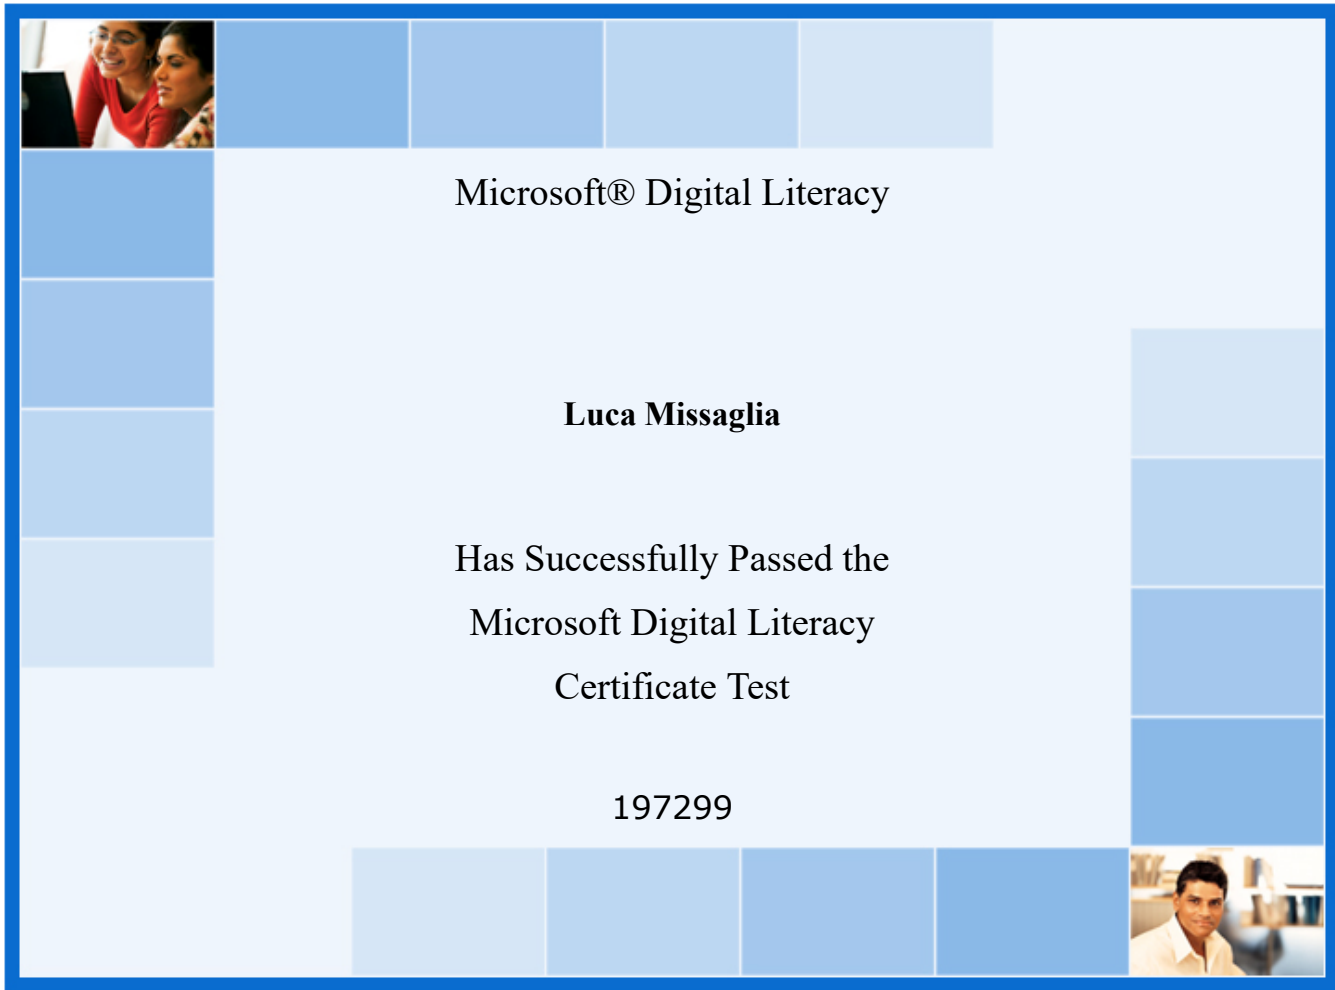 Microsoft® Digital Literacy
Luca Missaglia
Has Successfully Passed the
Microsoft Digital Literacy
Certificate Test
197299